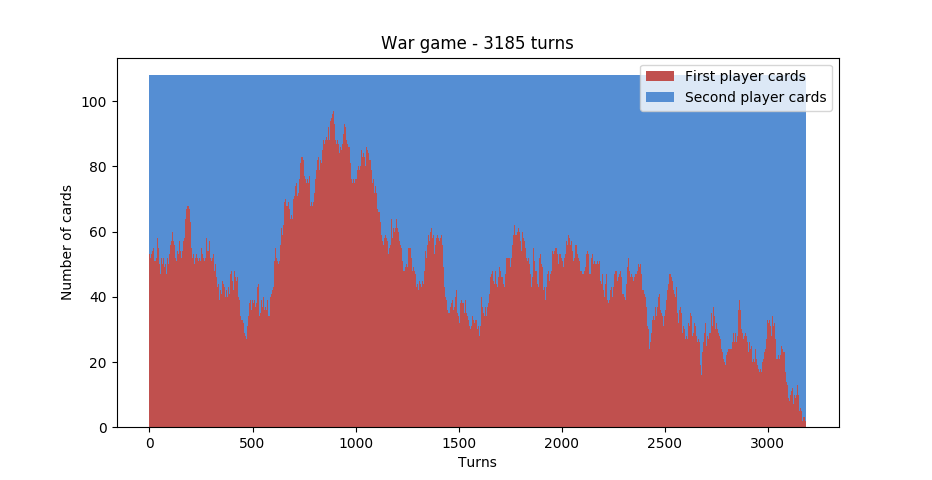 War game - 3185 turns
First player cards
Second player cards
100
80
60
40
20
0
Number of cards
0 500 1000 1500 2000 2500 3000
Turns